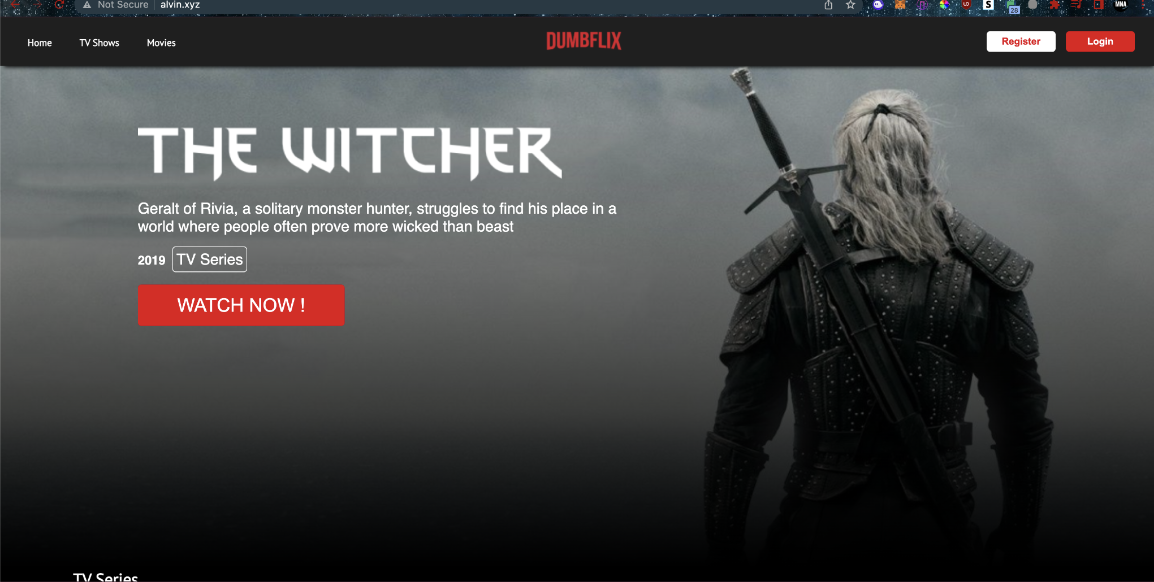 Not Secure alvin.xyz
28
MNA
Home TV Shows Movies DUMBFLIX Register Login
THE WITCHER
Geralt of Rivia, a solitary monster hunter, struggles to find his place in a
world where people often prove more wicked than beast
2019 TV Series
WATCH NOW !
TV Series